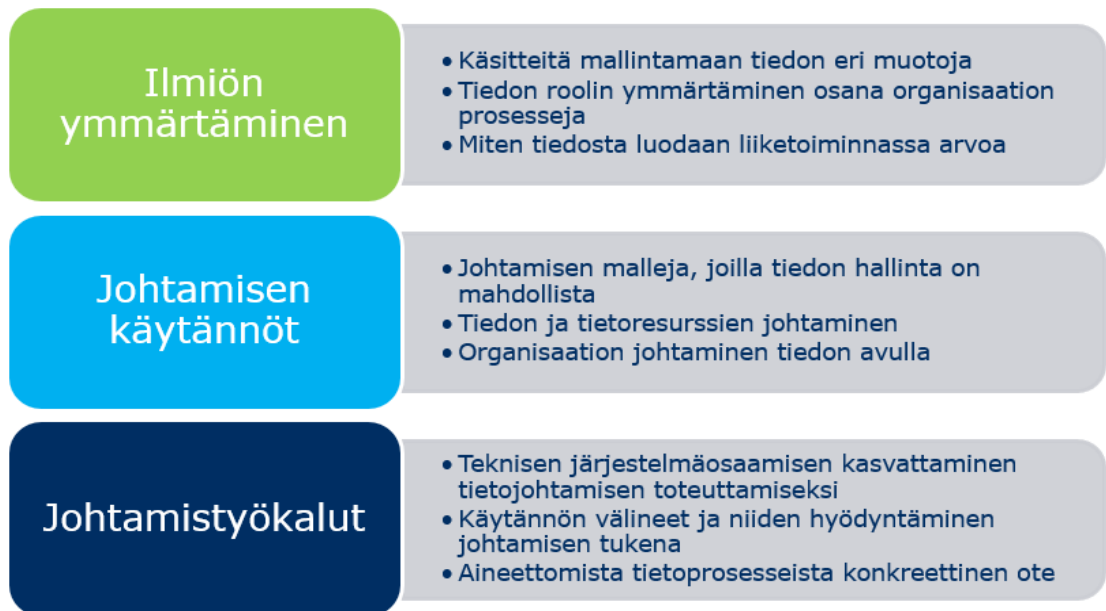 Ilmiön
ymmärtäminen
• Käsitteitä mallintamaan tiedon eri muotoja
• Tiedon roolin ymmärtäminen osana organisaation
prosesseja
• Miten tiedosta luodaan liiketoiminnassa arvoa
Johtamisen
käytännöt
• Johtamisen malleja, joilla tiedon hallinta on
mahdollista
• Tiedon ja tietoresurssien johtaminen
• Organisaation johtaminen tiedon avulla
Johtamistyökalut
• Teknisen järjestelmäosaamisen kasvattaminen
tietojohtamisen toteuttamiseksi
• Käytännön välineet ja niiden hyödyntäminen
johtamisen tukena
• Aineettomista tietoprosesseista konkreettinen ote